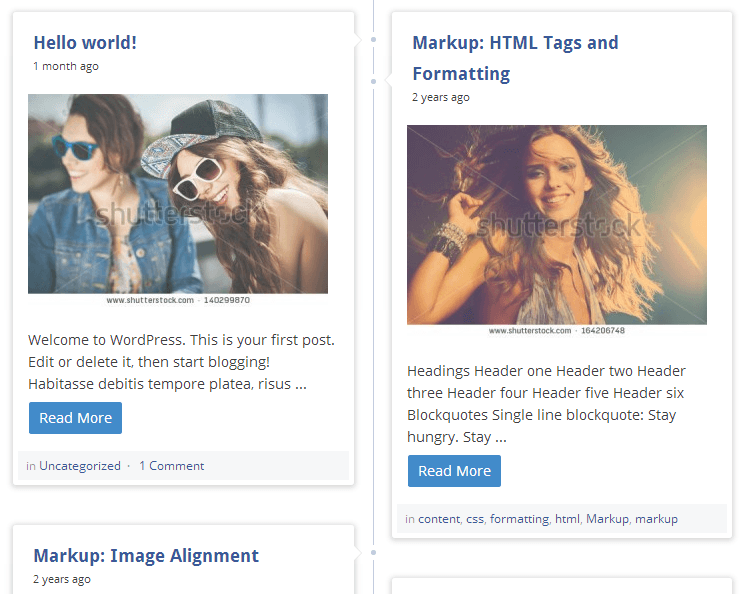 Hello world!
1 month ago
shutterstock
www.shutterstock.com · 140299870
Welcome to WordPress. This is your first post.
Edit or delete it, then start blogging!
Habitasse debitis tempore platea, risus ...
Read More
in Uncategorized · 1 Comment
Markup: Image Alignment
2 years ago
Markup: HTML Tags and
Formatting
2 years ago
shutterstock
www.shutterstock.com · 164206748
Headings Header one Header two Header
three Header four Header five Header six
Blockquotes Single line blockquote: Stay
hungry. Stay ...
Read More
in content, css, formatting, html, Markup, markup